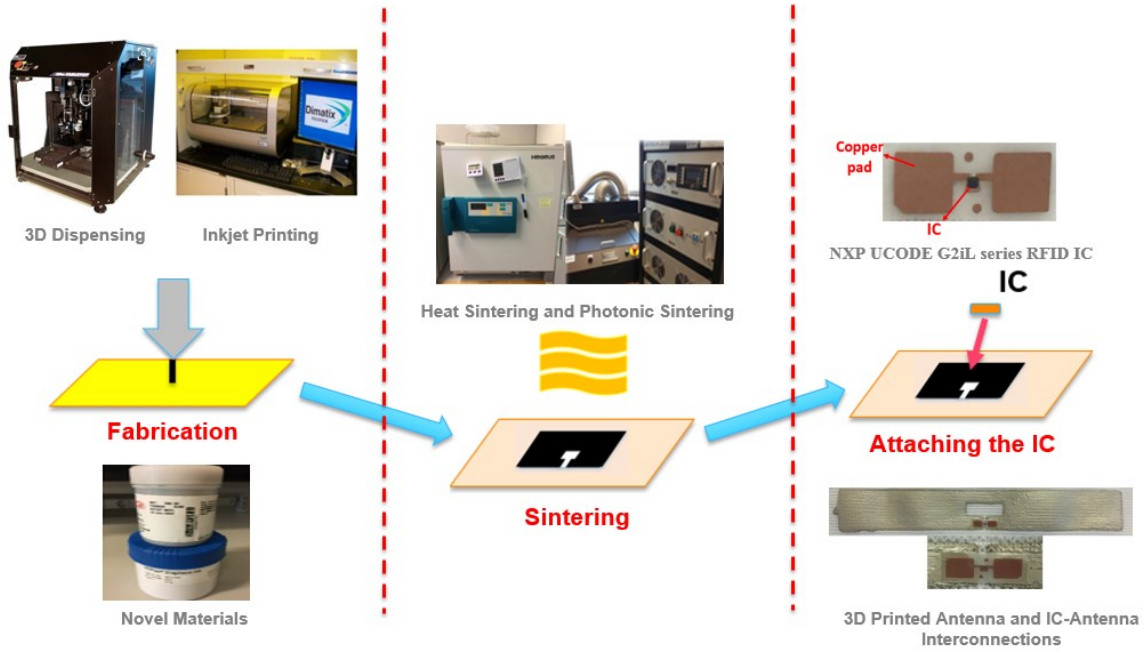 3D Dispensing
Inkjet Printing
Dimatix
Fabrication
Novel Materials
Heraeus
Heat Sintering and Photonic Sintering
Sintering
Copper
pad
IC
NXP UCODE G2iL series RFID IC
IC
Attaching the IC
3D Printed Antenna and IC-Antenna
Interconnections